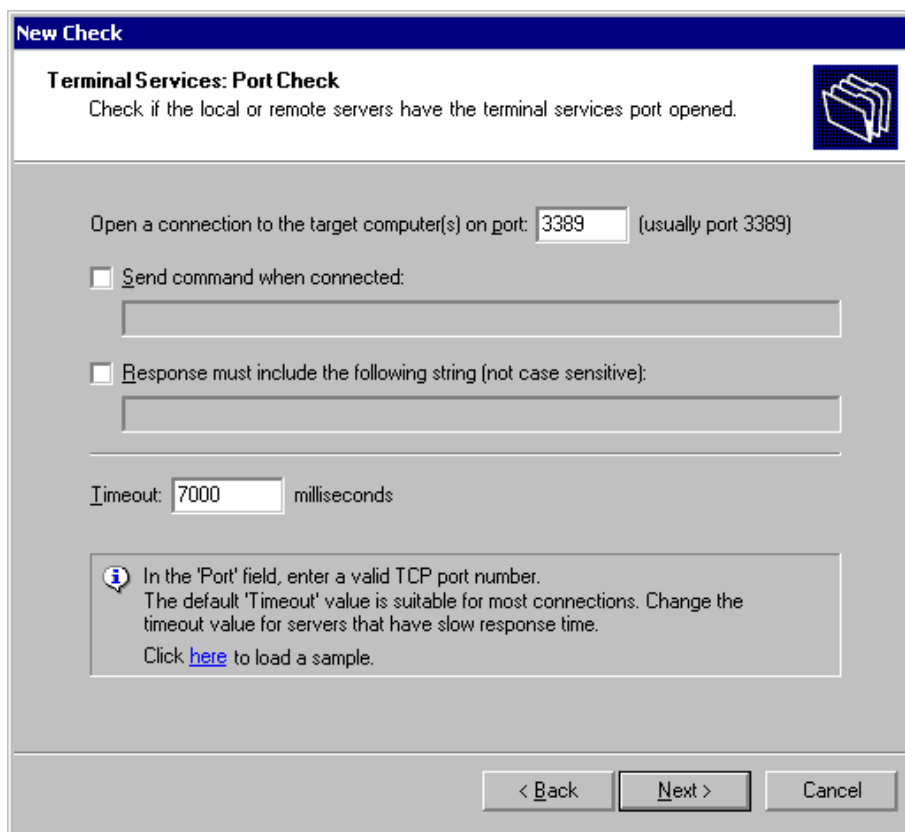 New Check
Terminal Services: Port Check
Check if the local or remote servers have the terminal services port opened.
Open a connection to the target computer(s) on port: 3389 (usually port 3389)
Send command when connected:
Response must include the following string (not case sensitive):
Timeout: 7000 milliseconds
In the 'Port' field, enter a valid TCP port number.
The default 'Timeout' value is suitable for most connections. Change the
timeout value for servers that have slow response time.
Click here to load a sample.
< Back Next > Cancel